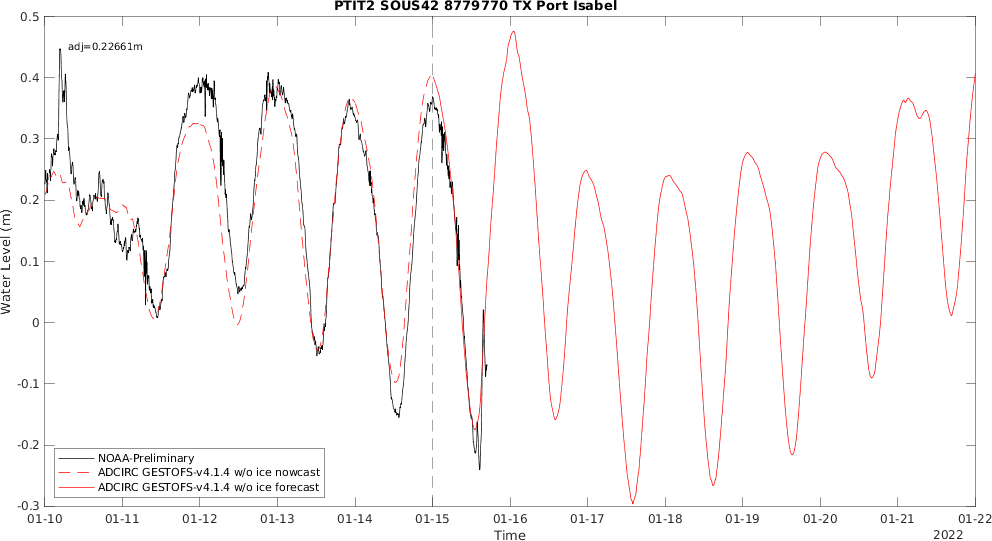 PTIT2 SOUS42 8779770 TX Port Isabel
adj=0.22661m
0.5
0.4
0.3
0.2
0.1
0
-0.1
-0.2
-0.3
Water Level (m)
NOAA-Preliminary
ADCIRC GESTOFS-v4.1.4 w/o ice nowcast
ADCIRC GESTOFS-v4.1.4 w/o ice forecast
01-10 01-11 01-12 01-13 01-14 01-15 01-16 01-17 01-18 01-19 01-20 01-21 01-22
Time
2022